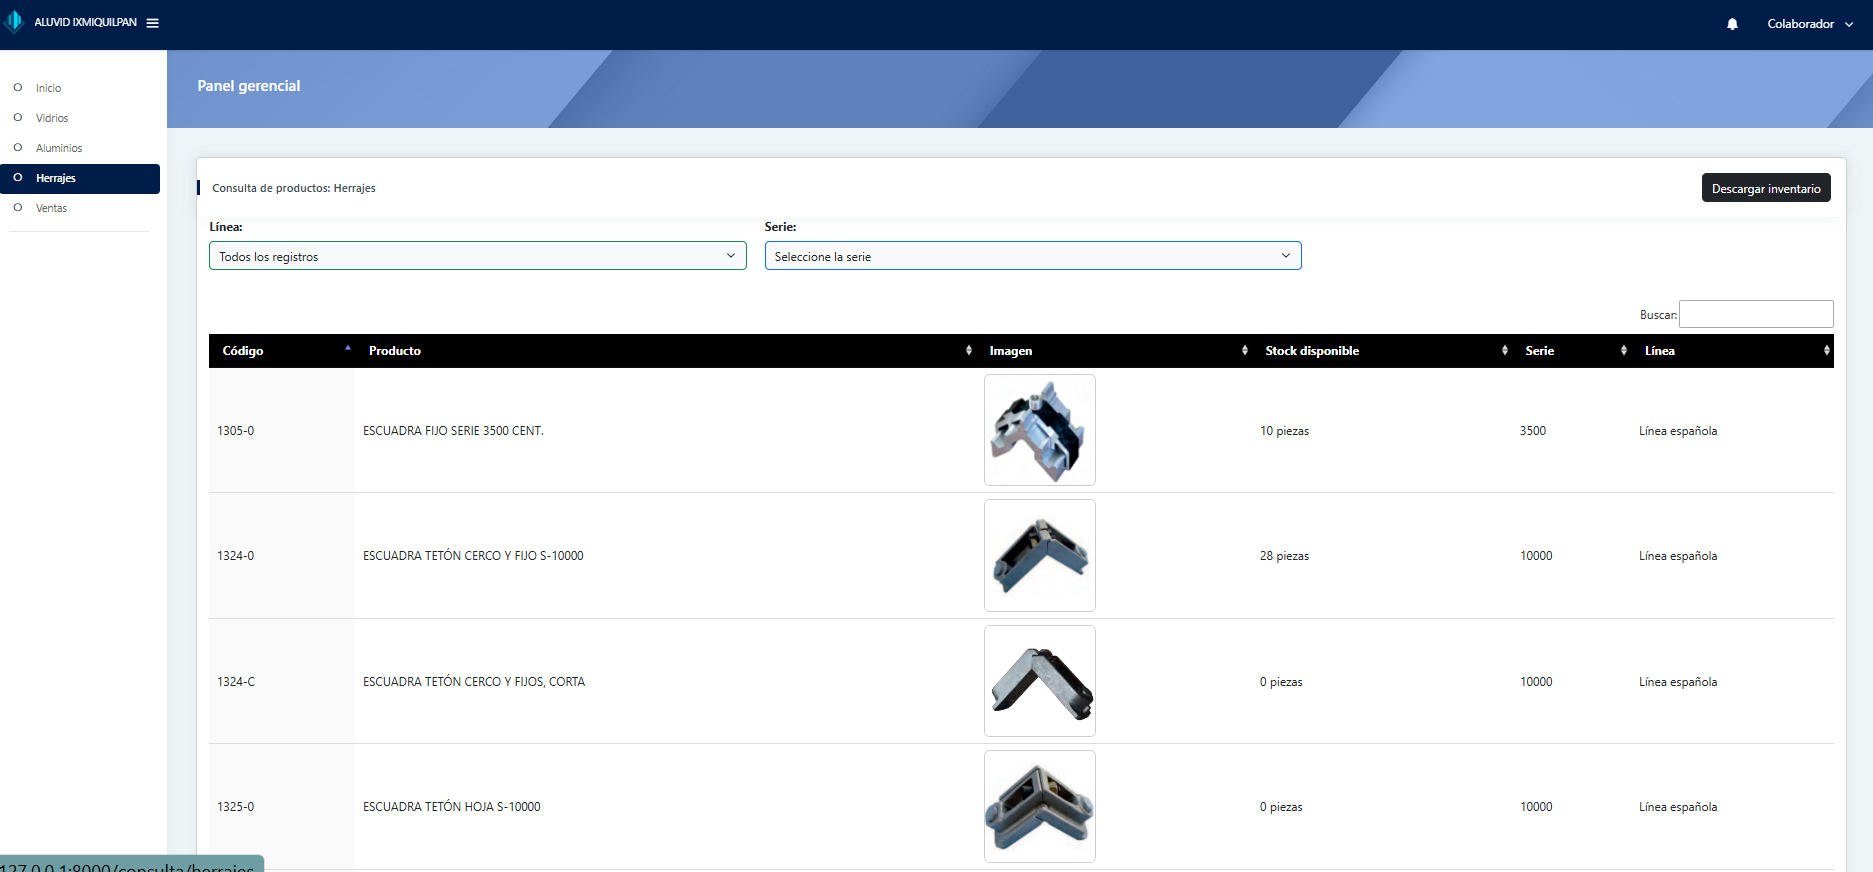 ALUVID IXMIQUILPAN
Colaborador
Inicio
Vidrios
Aluminios
Herrajes
Ventas
Panel gerencial
Consulta de productos: Herrajes
Descargar inventario
Línea:
Serie:
Todos los registros
Seleccione la serie
Buscar:
Código Producto Imagen Stock disponible Serie Línea
1305-0 ESCUADRA FIJO SERIE 3500 CENT. 10 piezas 3500 Línea española
1324-0 ESCUADRA TETÓN CERCO Y FIJO S-10000 28 piezas 10000 Línea española
1324-C ESCUADRA TETÓN CERCO Y FIJOS, CORTA 0 piezas 10000 Línea española
1325-0 ESCUADRA TETÓN HOJA S-10000 0 piezas 10000 Línea española
127.0.0.1:8000/consulta/herrajes